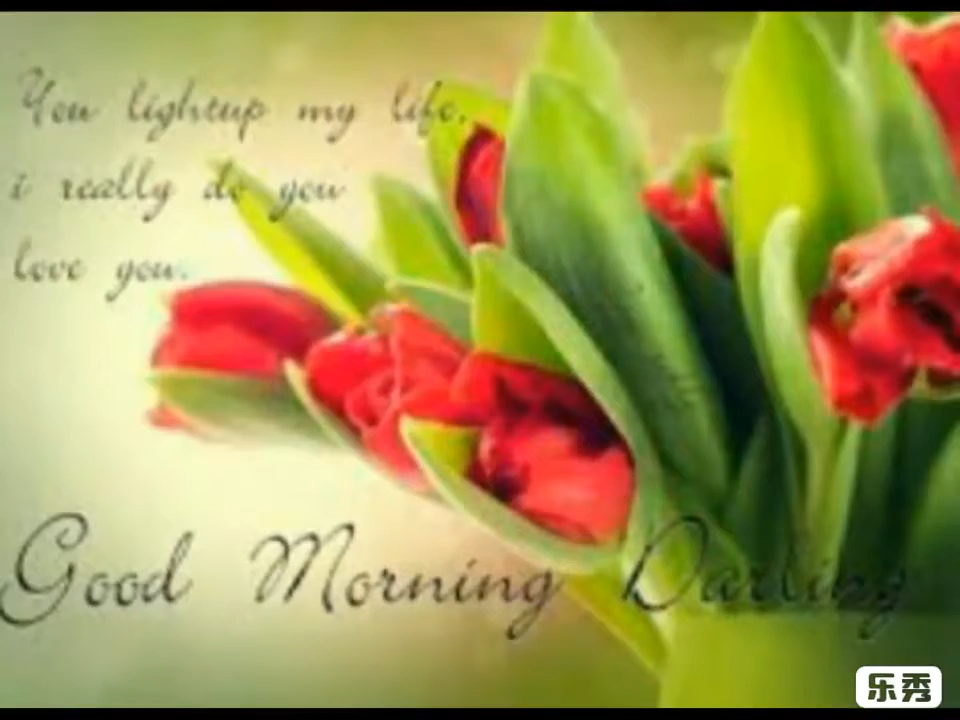 You lightup my life,
i really do you
love you.
Good Morning Darling
乐秀